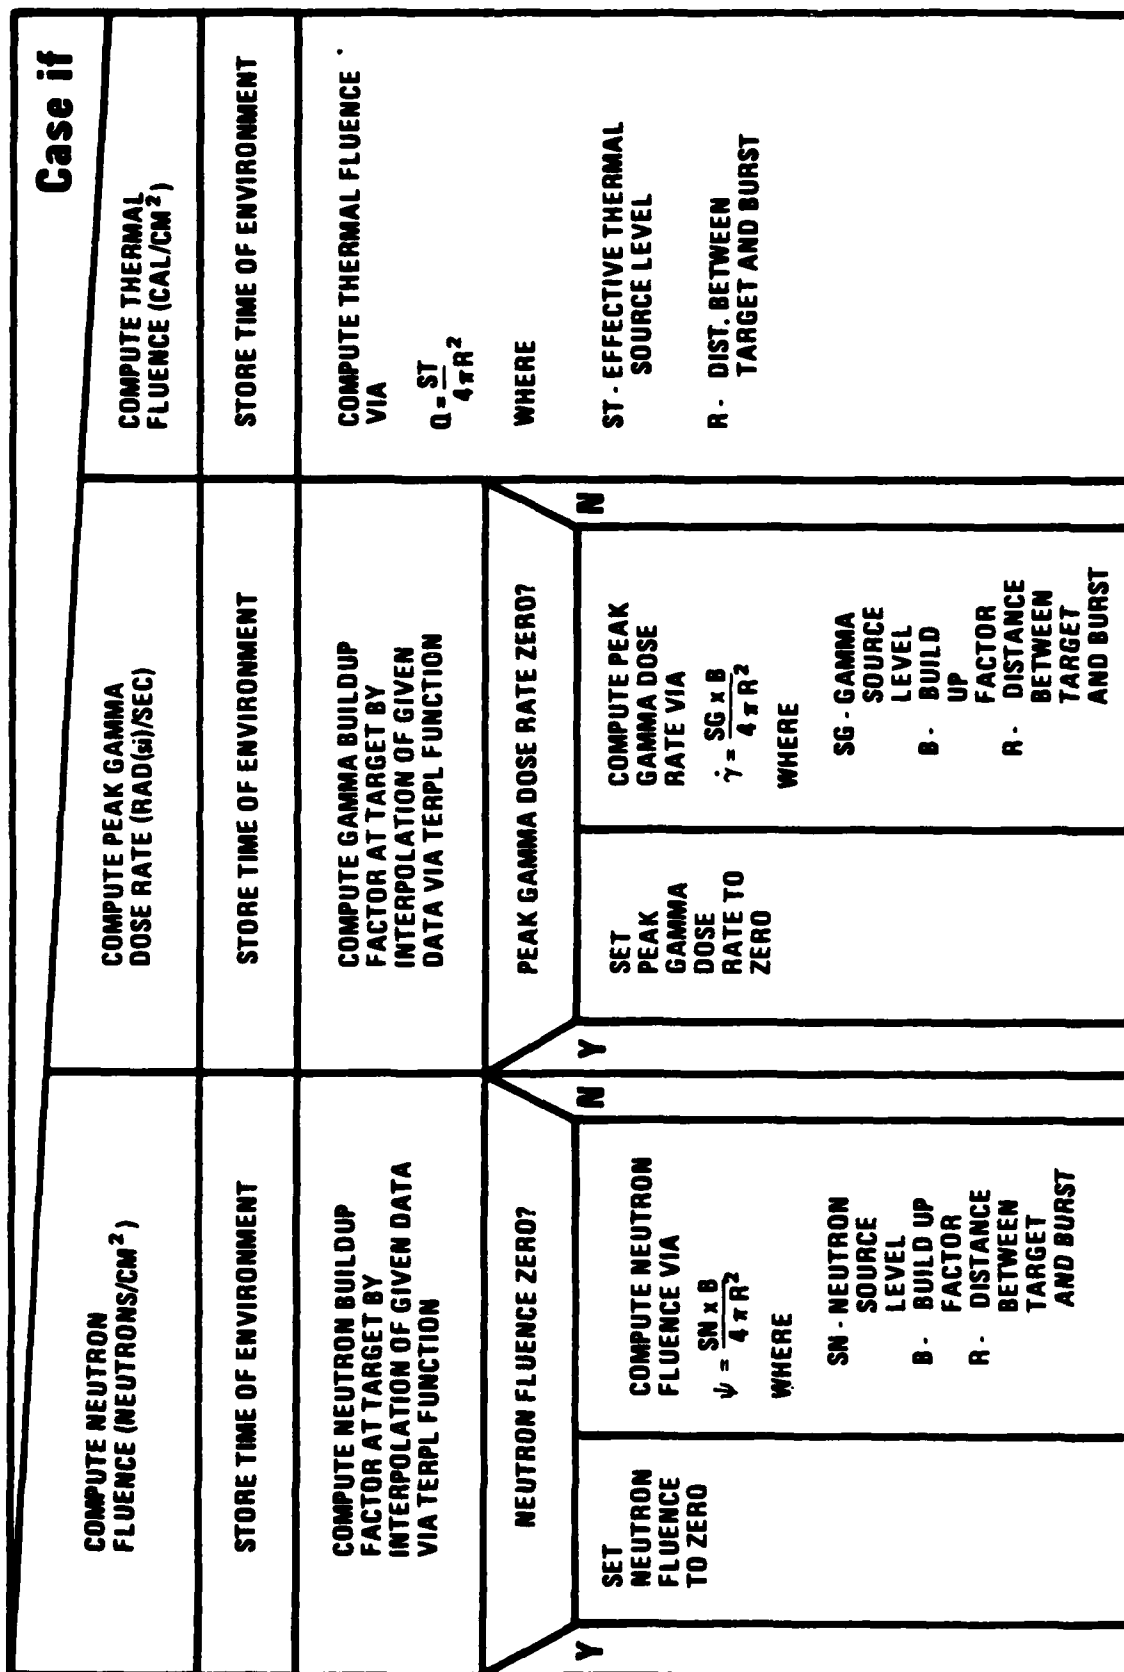 Case if
COMPUTE NEUTRON
FLUENCE (NEUTRONS/CM²)
STORE TIME OF ENVIRONMENT
COMPUTE NEUTRON BUILDUP
FACTOR AT TARGET BY
INTERPOLATION OF GIVEN DATA
VIA TERPL FUNCTION
NEUTRON FLUENCE ZERO?
Y
N
SET
NEUTRON
FLUENCE
TO ZERO
COMPUTE NEUTRON
FLUENCE VIA
ψ = SN x B / 4 π R²
WHERE
SN - NEUTRON
SOURCE
LEVEL
B - BUILD UP
FACTOR
R - DISTANCE
BETWEEN
TARGET
AND BURST
COMPUTE PEAK GAMMA
DOSE RATE (RAD(si)/SEC)
STORE TIME OF ENVIRONMENT
COMPUTE GAMMA BUILDUP
FACTOR AT TARGET BY
INTERPOLATION OF GIVEN
DATA VIA TERPL FUNCTION
PEAK GAMMA DOSE RATE ZERO?
Y
N
SET
PEAK
GAMMA
DOSE
RATE TO
ZERO
COMPUTE PEAK
GAMMA DOSE
RATE VIA
γ̇ = SG x B / 4 π R²
WHERE
SG - GAMMA
SOURCE
LEVEL
B - BUILD
UP
FACTOR
R - DISTANCE
BETWEEN
TARGET
AND BURST
COMPUTE THERMAL
FLUENCE (CAL/CM²)
STORE TIME OF ENVIRONMENT
COMPUTE THERMAL FLUENCE
VIA
Q = ST / 4 π R²
WHERE
ST - EFFECTIVE THERMAL
SOURCE LEVEL
R - DIST. BETWEEN
TARGET AND BURST